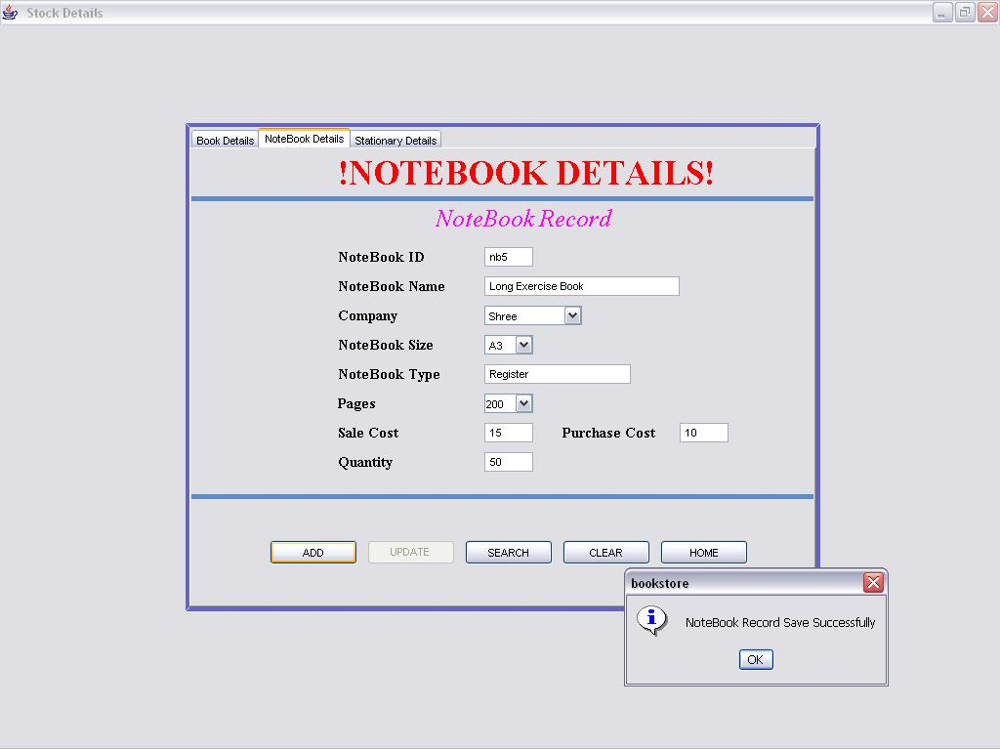 Stock Details
Book Details NoteBook Details Stationary Details
!NOTEBOOK DETAILS!
NoteBook Record
NoteBook ID nb5
NoteBook Name Long Exercise Book
Company Shree
NoteBook Size A3
NoteBook Type Register
Pages 200
Sale Cost 15 Purchase Cost 10
Quantity 50
ADD UPDATE SEARCH CLEAR HOME
bookstore
NoteBook Record Save Successfully
OK